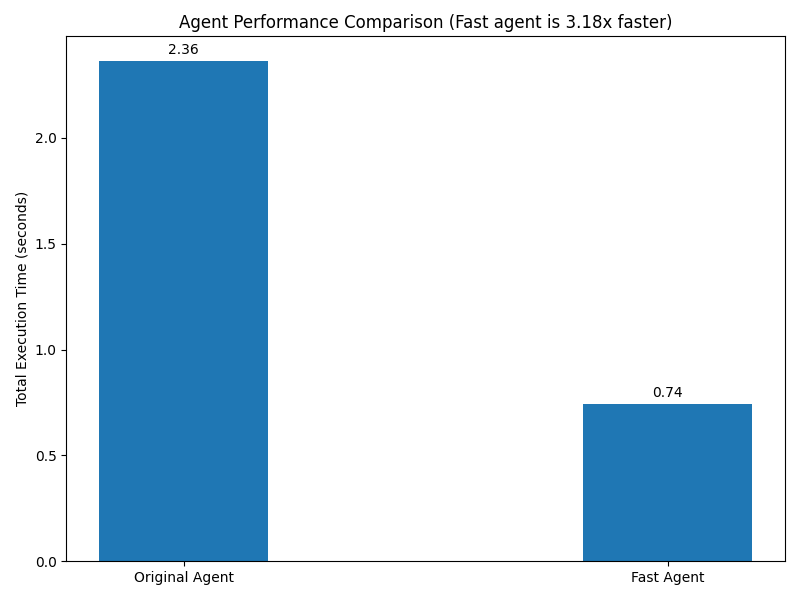 Agent Performance Comparison (Fast agent is 3.18x faster)
2.36
0.74
Total Execution Time (seconds)
2.0
1.5
1.0
0.5
0.0
Original Agent
Fast Agent